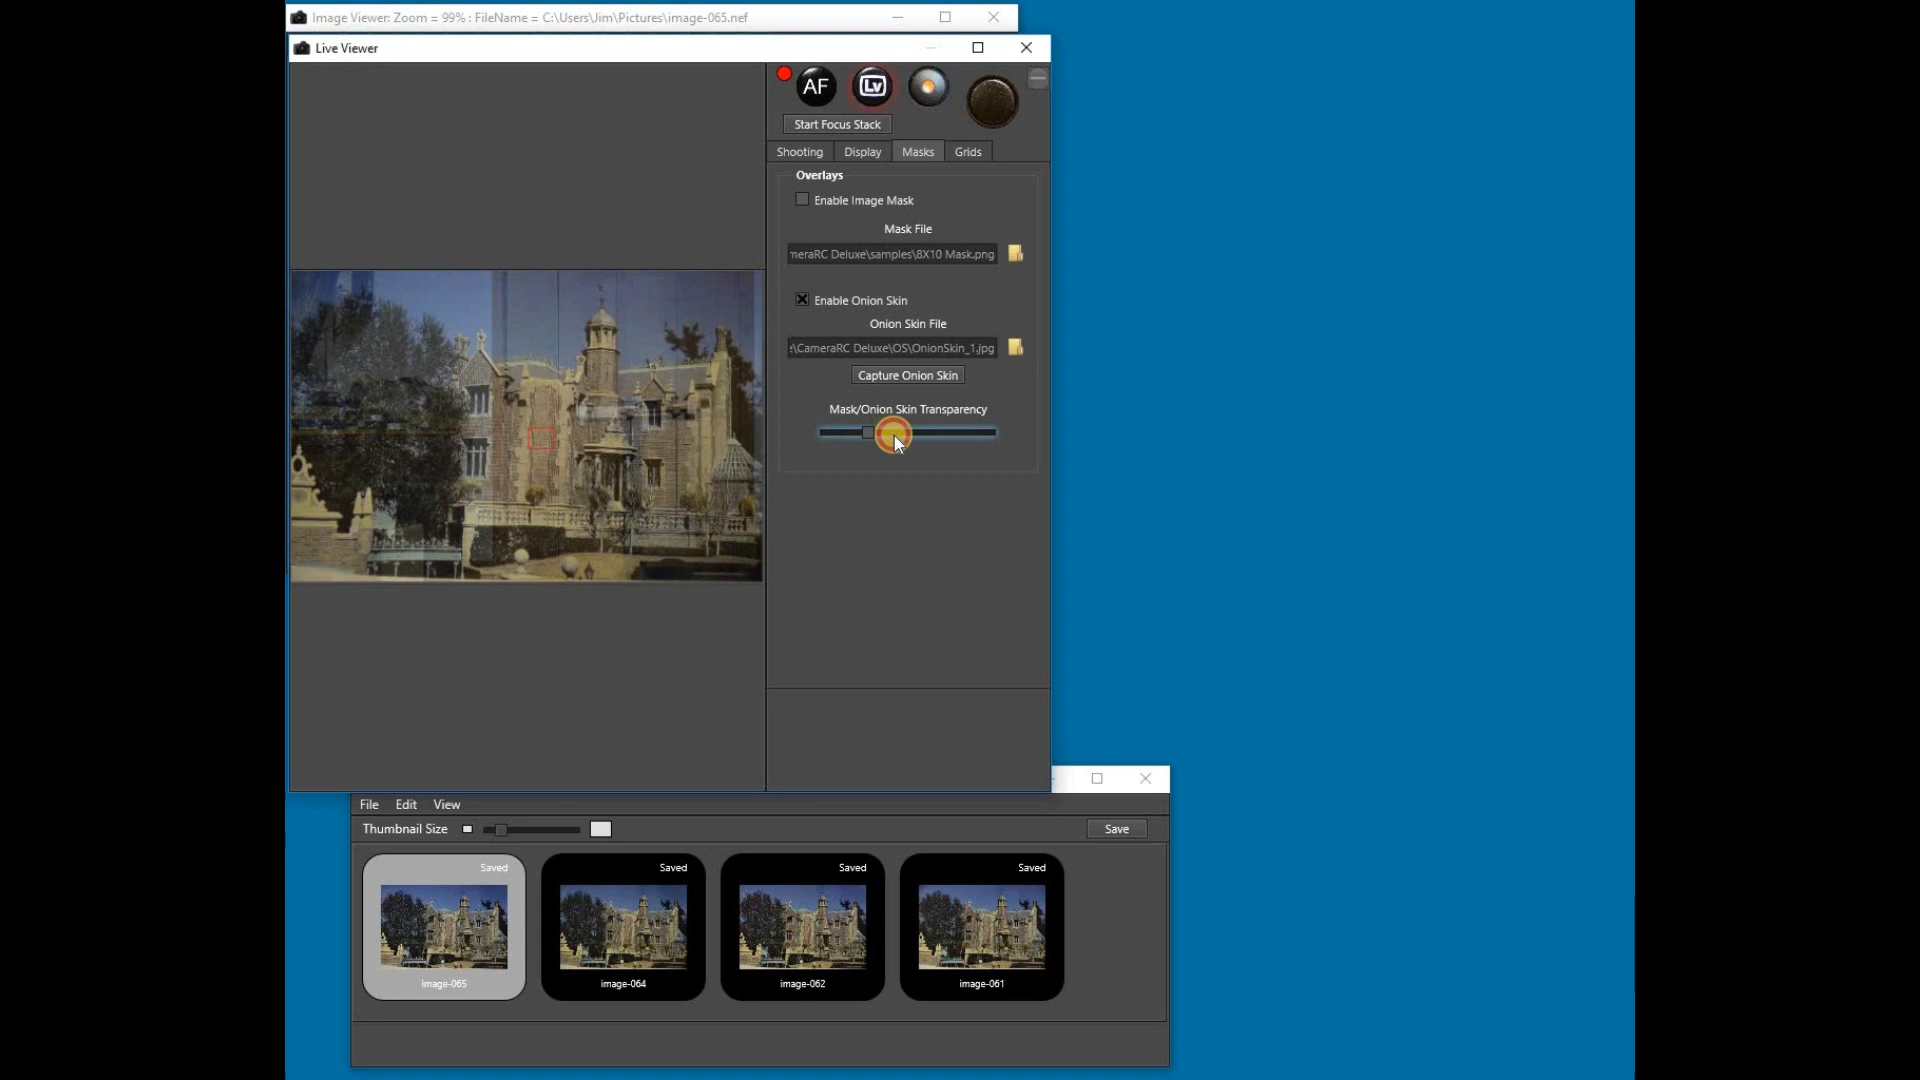 Image Viewer: Zoom = 99% : FileName = C:\Users\Jim\Pictures\image-065.nef
Live Viewer
AF
Lv
Start Focus Stack
Shooting
Display
Masks
Grids
Overlays
Enable Image Mask
Mask File
meraRC Deluxe\samples\8X10 Mask.png
Enable Onion Skin
Onion Skin File
:\CameraRC Deluxe\OS\OnionSkin_1.jpg
Capture Onion Skin
Mask/Onion Skin Transparency
File
Edit
View
Thumbnail Size
Save
Saved
Saved
Saved
Saved
image-065
image-064
image-062
image-061